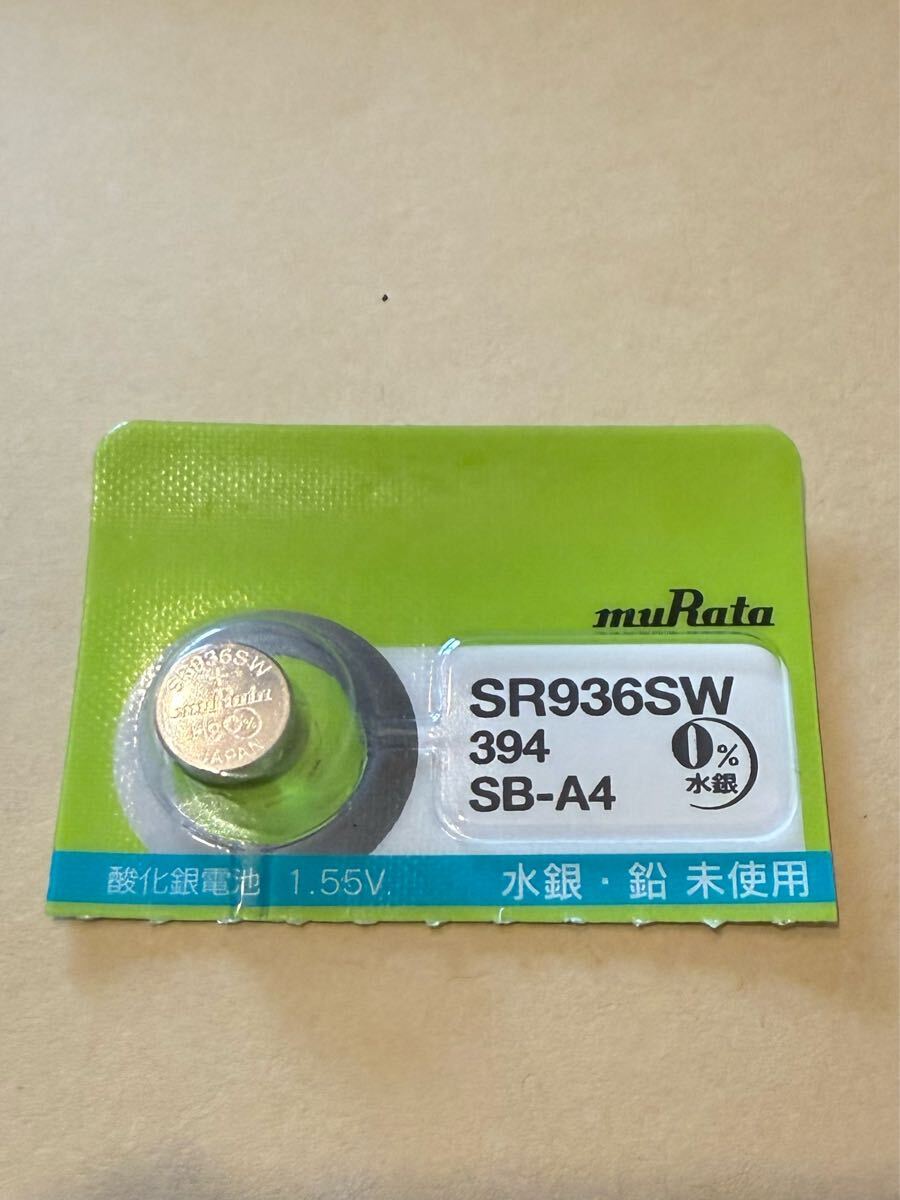 muRata
SR936SW
394
SB-A4
0%
水銀
SR936SW
+
muRata
JAPAN
酸化銀電池 1.55V.
水銀・鉛 未使用